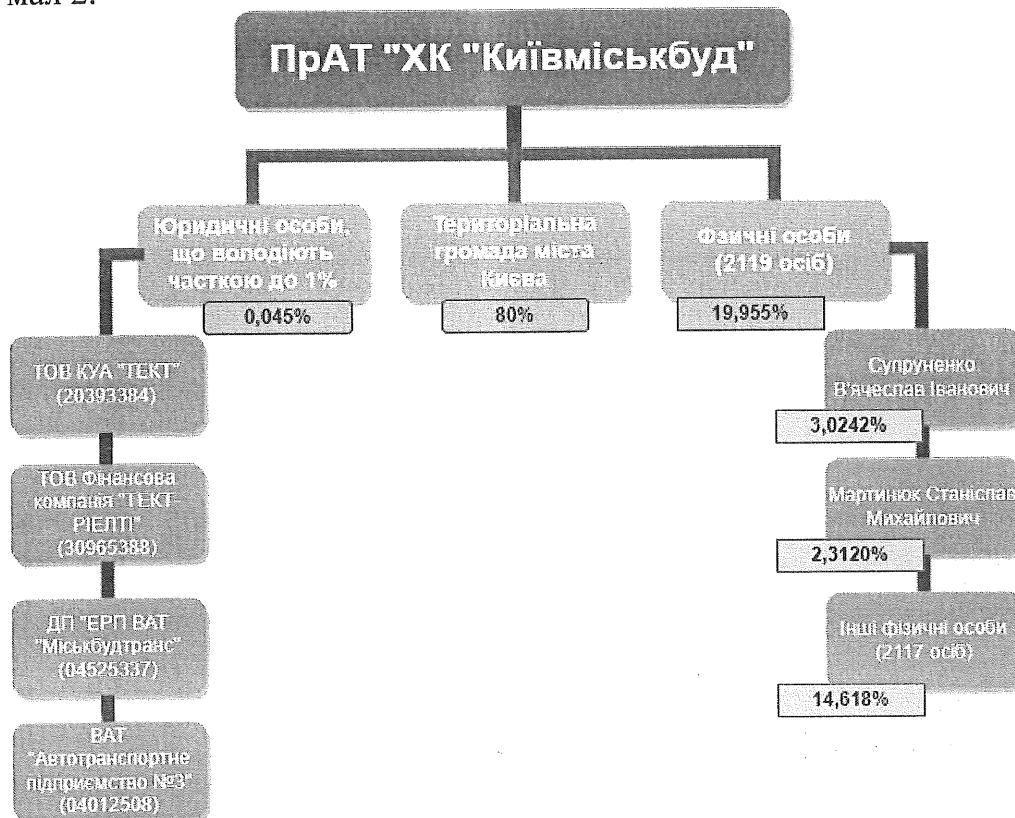 мал 2.
ПрАТ "ХК "Київміськбуд"
Юридичні особи,
що володіють
часткою до 1%
0,045%
Територіальна
громада міста
Києва
80%
Фізичні особи
(2119 осіб)
19,955%
ТОВ КУА "ТЕКТ"
(20393384)
ТОВ Фінансова
компанія "ТЕКТ
РІЕЛТІ"
(30965388)
ДП "ЕРП ВАТ
"Міськбудтранс"
(04525337)
ВАТ
"Автотранспортне
підприємство №3"
(04012508)
Супруненко
В'ячеслав Іванович
3,0242%
Мартинюк Станіслав
Михайлович
2,3120%
Інші фізичні особи
(2117 осіб)
14,618%